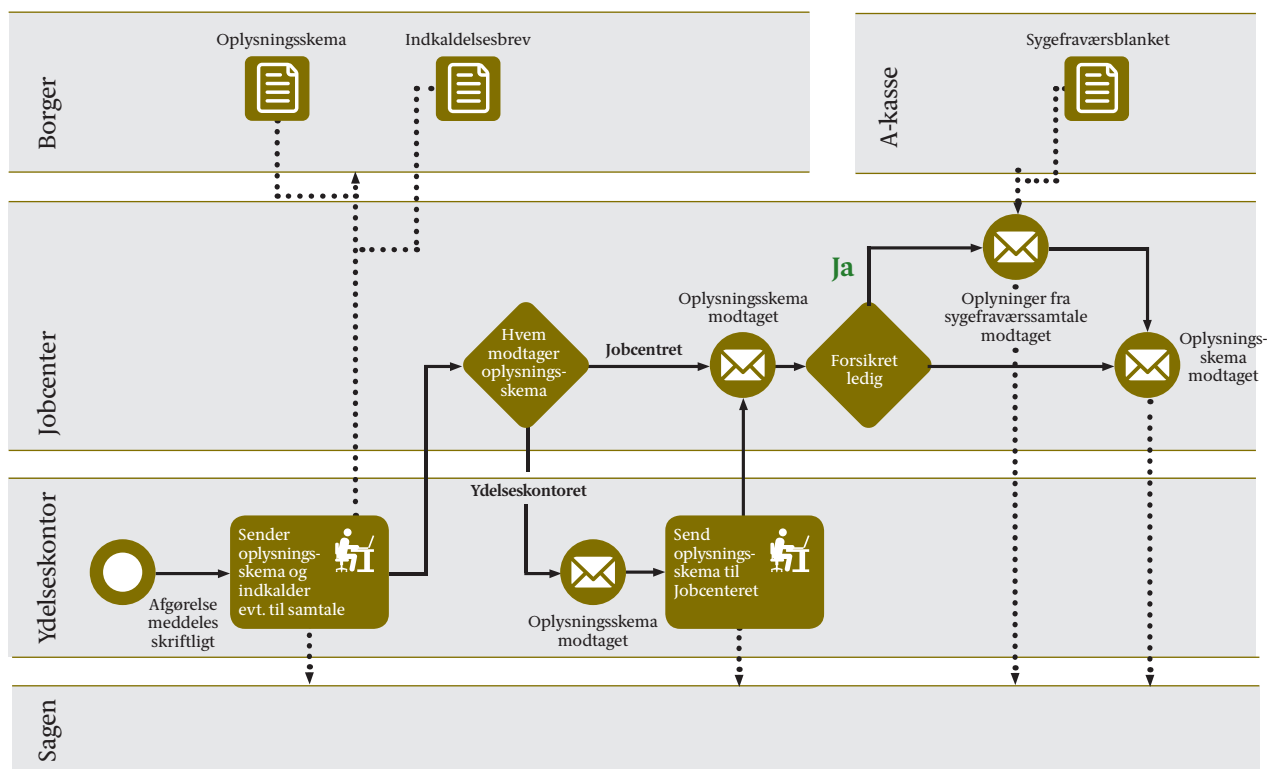 Borger
Oplysningsskema
Indkaldelsesbrev
A-kasse
Sygefraværsblanket
Jobcenter
Hvem
modtager
oplysnings-
skema
Jobcentret
Oplysningsskema
modtaget
Ja
Forsikret
ledig
Oplyninger fra
sygefraværssamtale
modtaget
Oplysnings-
skema
modtaget
Ydelseskontoret
Ydelseskontor
Afgørelse
meddeles
skriftligt
Sender
oplysnings-
skema og
indkalder
evt. til samtale
Oplysningsskema
modtaget
Send
oplysnings-
skema til
Jobcenteret
Sagen